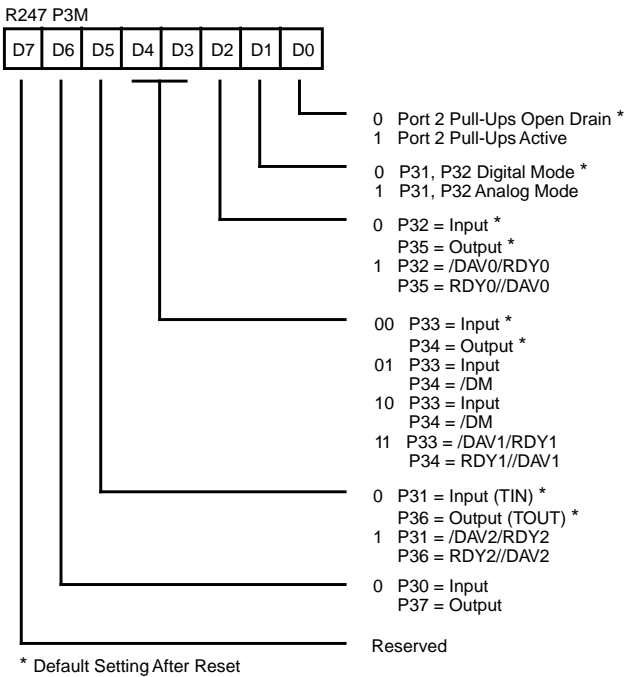 R247 P3M
D7 D6 D5 D4 D3 D2 D1 D0
0 Port 2 Pull-Ups Open Drain *
1 Port 2 Pull-Ups Active
0 P31, P32 Digital Mode *
1 P31, P32 Analog Mode
0 P32 = Input *
P35 = Output *
1 P32 = /DAV0/RDY0
P35 = RDY0//DAV0
00 P33 = Input *
P34 = Output *
01 P33 = Input
P34 = /DM
10 P33 = Input
P34 = /DM
11 P33 = /DAV1/RDY1
P34 = RDY1//DAV1
0 P31 = Input (TIN) *
P36 = Output (TOUT) *
1 P31 = /DAV2/RDY2
P36 = RDY2//DAV2
0 P30 = Input
P37 = Output
Reserved
* Default Setting After Reset